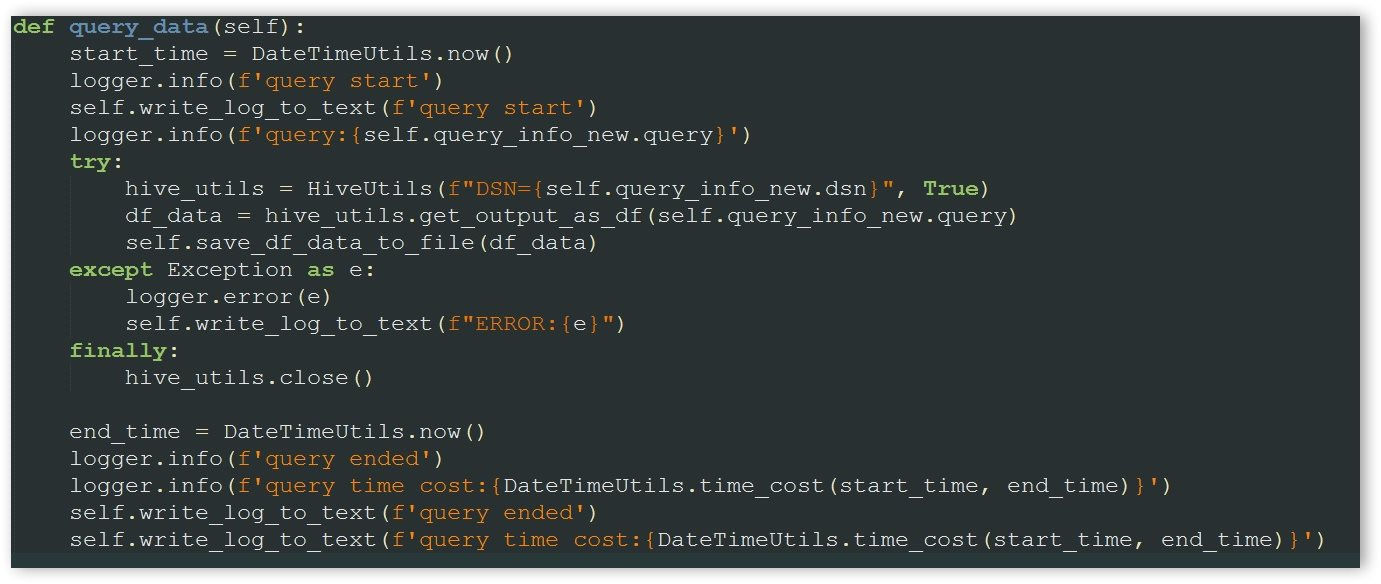 def query_data(self):
    start_time = DateTimeUtils.now()
    logger.info(f'query start')
    self.write_log_to_text(f'query start')
    logger.info(f'query:{self.query_info_new.query}')
    try:
        hive_utils = HiveUtils(f"DSN={self.query_info_new.dsn}", True)
        df_data = hive_utils.get_output_as_df(self.query_info_new.query)
        self.save_df_data_to_file(df_data)
    except Exception as e:
        logger.error(e)
        self.write_log_to_text(f"ERROR:{e}")
    finally:
        hive_utils.close()

    end_time = DateTimeUtils.now()
    logger.info(f'query ended')
    logger.info(f'query time cost:{DateTimeUtils.time_cost(start_time, end_time)}')
    self.write_log_to_text(f'query ended')
    self.write_log_to_text(f'query time cost:{DateTimeUtils.time_cost(start_time, end_time)}')